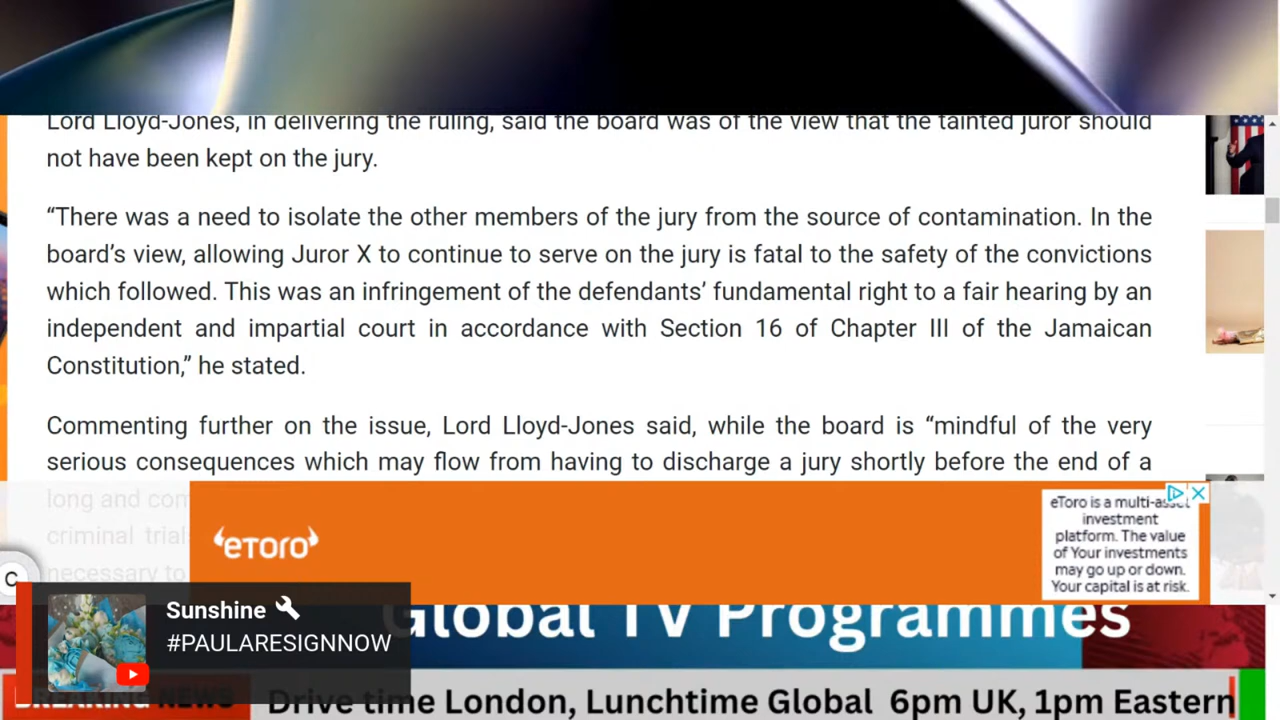 Lord Lloyd-Jones, in delivering the ruling, said the board was of the view that the tainted juror should
not have been kept on the jury.
“There was a need to isolate the other members of the jury from the source of contamination. In the
board’s view, allowing Juror X to continue to serve on the jury is fatal to the safety of the convictions
which followed. This was an infringement of the defendants’ fundamental right to a fair hearing by an
independent and impartial court in accordance with Section 16 of Chapter III of the Jamaican
Constitution,” he stated.
Commenting further on the issue, Lord Lloyd-Jones said, while the board is “mindful of the very
serious consequences which may flow from having to discharge a jury shortly before the end of a
long and com
criminal trial
necessary to
eToro
eToro is a multi-asset
investment
platform. The value
of Your investments
may go up or down.
Your capital is at risk.
C
Sunshine
#PAULARESIGNNOW
Global TV Programmes
BREAKING NEWS
Drive time London, Lunchtime Global 6pm UK, 1pm Eastern